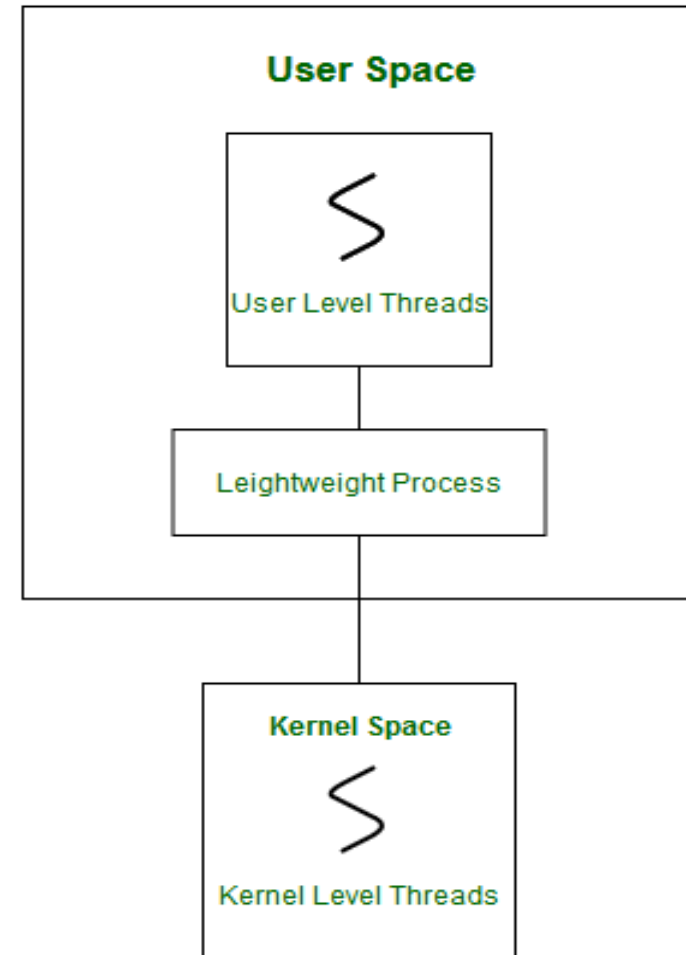 User Space
User Level Threads
Leightweight Process
Kernel Space
Kernel Level Threads